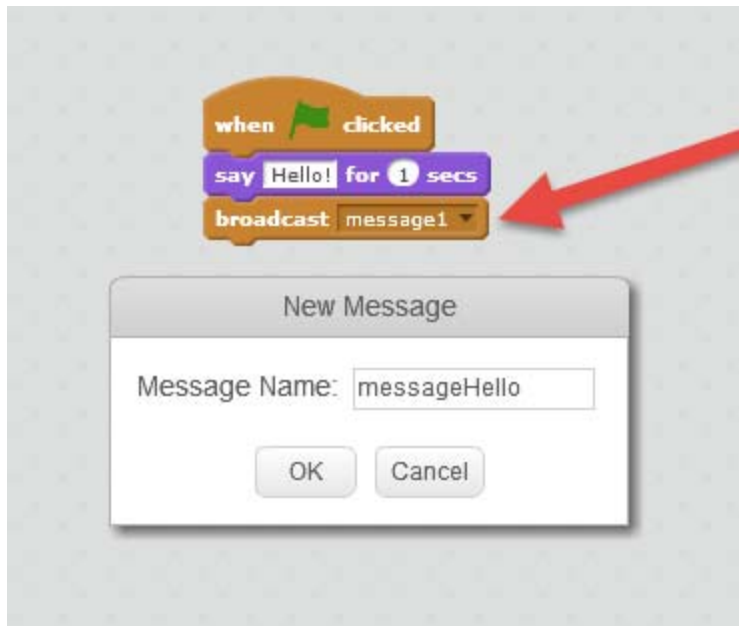 when clicked
say Hello! for 1 secs
broadcast message1
New Message
Message Name: messageHello
OK Cancel